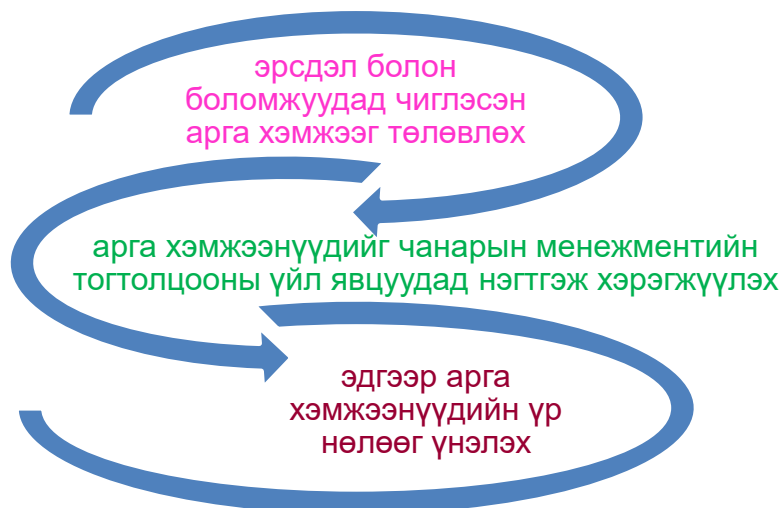 эрсдэл болон
боломжуудад чиглэсэн
арга хэмжээг төлөвлөх
арга хэмжээнүүдийг чанарын менежментийн
тогтолцооны үйл явцуудад нэгтгэж хэрэгжүүлэх
эдгээр арга
хэмжээнүүдийн үр
нөлөөг үнэлэх